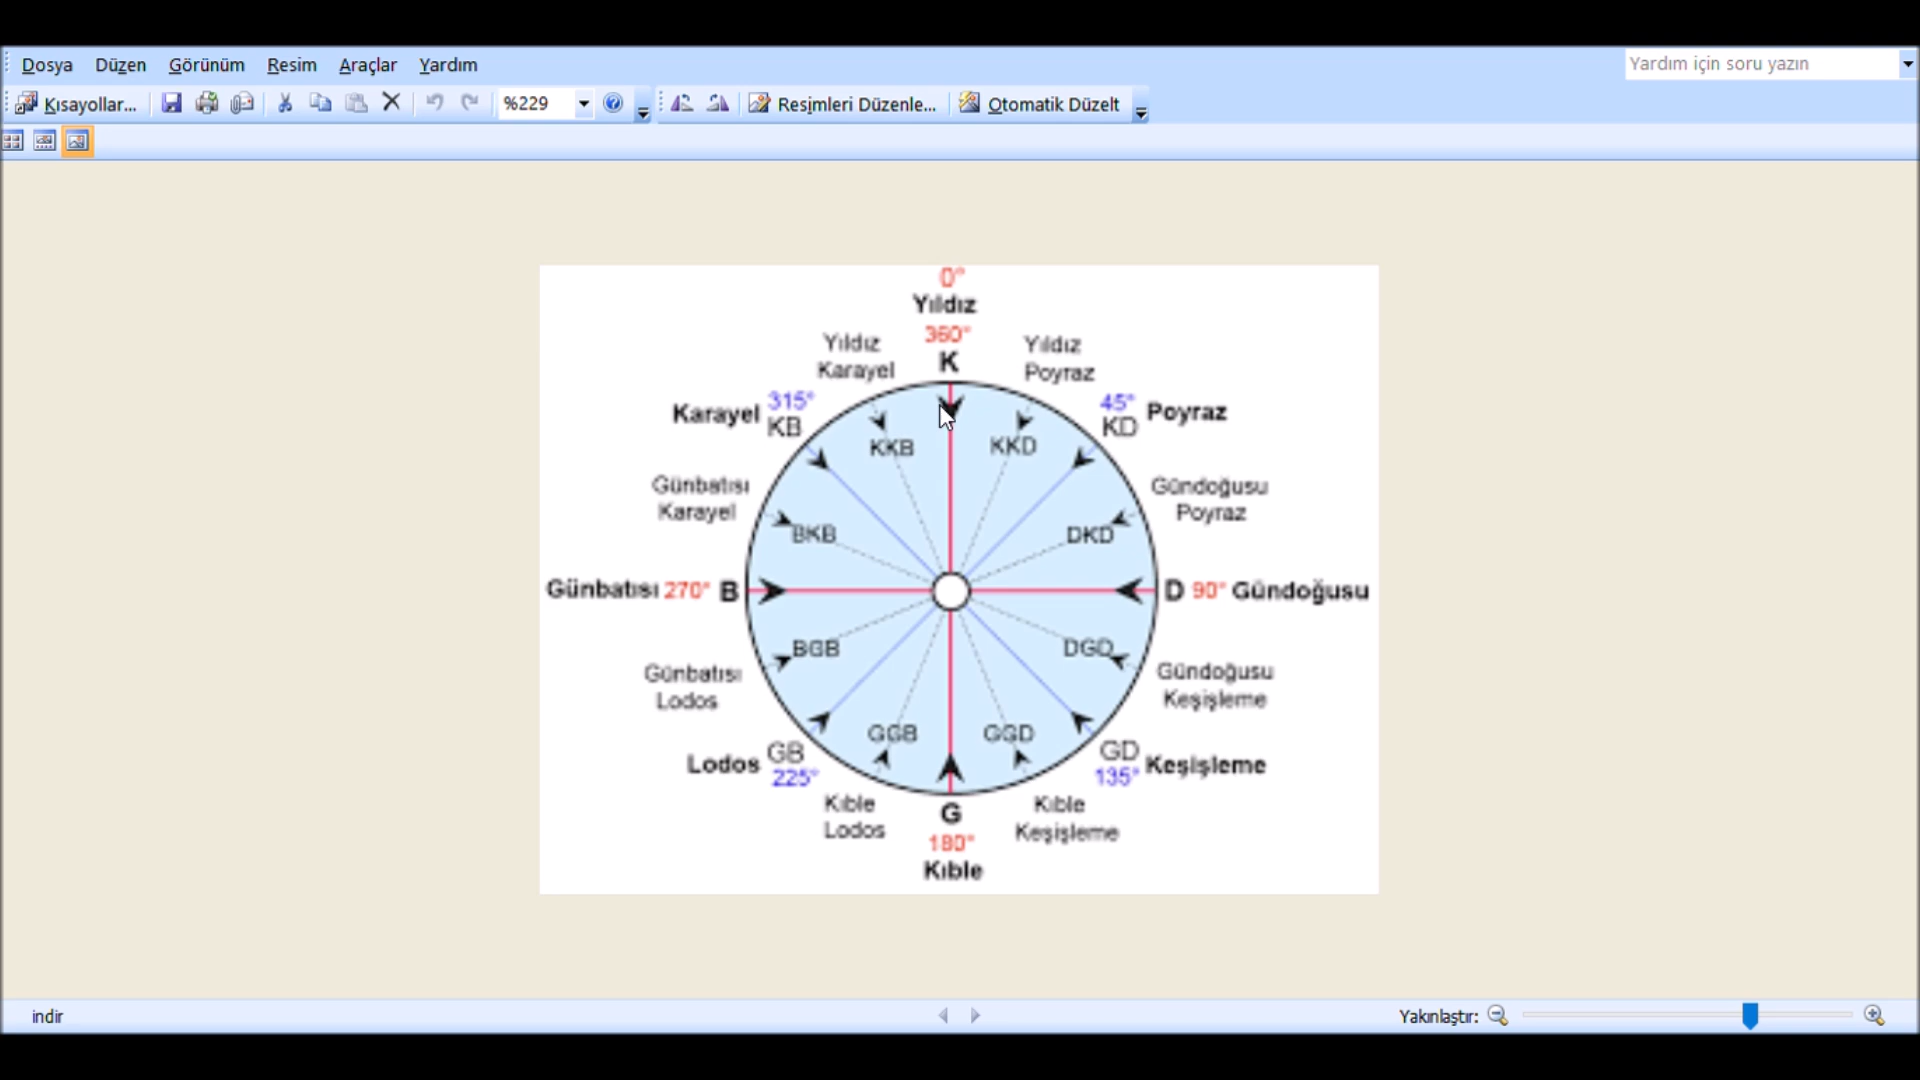 Dosya Düzen Görünüm Resim Araçlar Yardım
Yardım için soru yazın
Kısayollar... %229 Resimleri Düzenle... Otomatik Düzelt
0°
Yıldız
360°
K
Yıldız
Karayel
Yıldız
Poyraz
Karayel 315°
KB
45° Poyraz
KD
KKB KKD
Günbatısı
Karayel
Gündoğusu
Poyraz
BKB DKD
Günbatısı 270° B
D 90° Gündoğusu
BGB DGD
Günbatısı
Lodos
Gündoğusu
Keşişleme
GGB GGD
Lodos GB
225°
GD Keşişleme
135°
Kıble
Lodos
Kıble
Keşişleme
G
180°
Kıble
indir
Yakınlaştır: